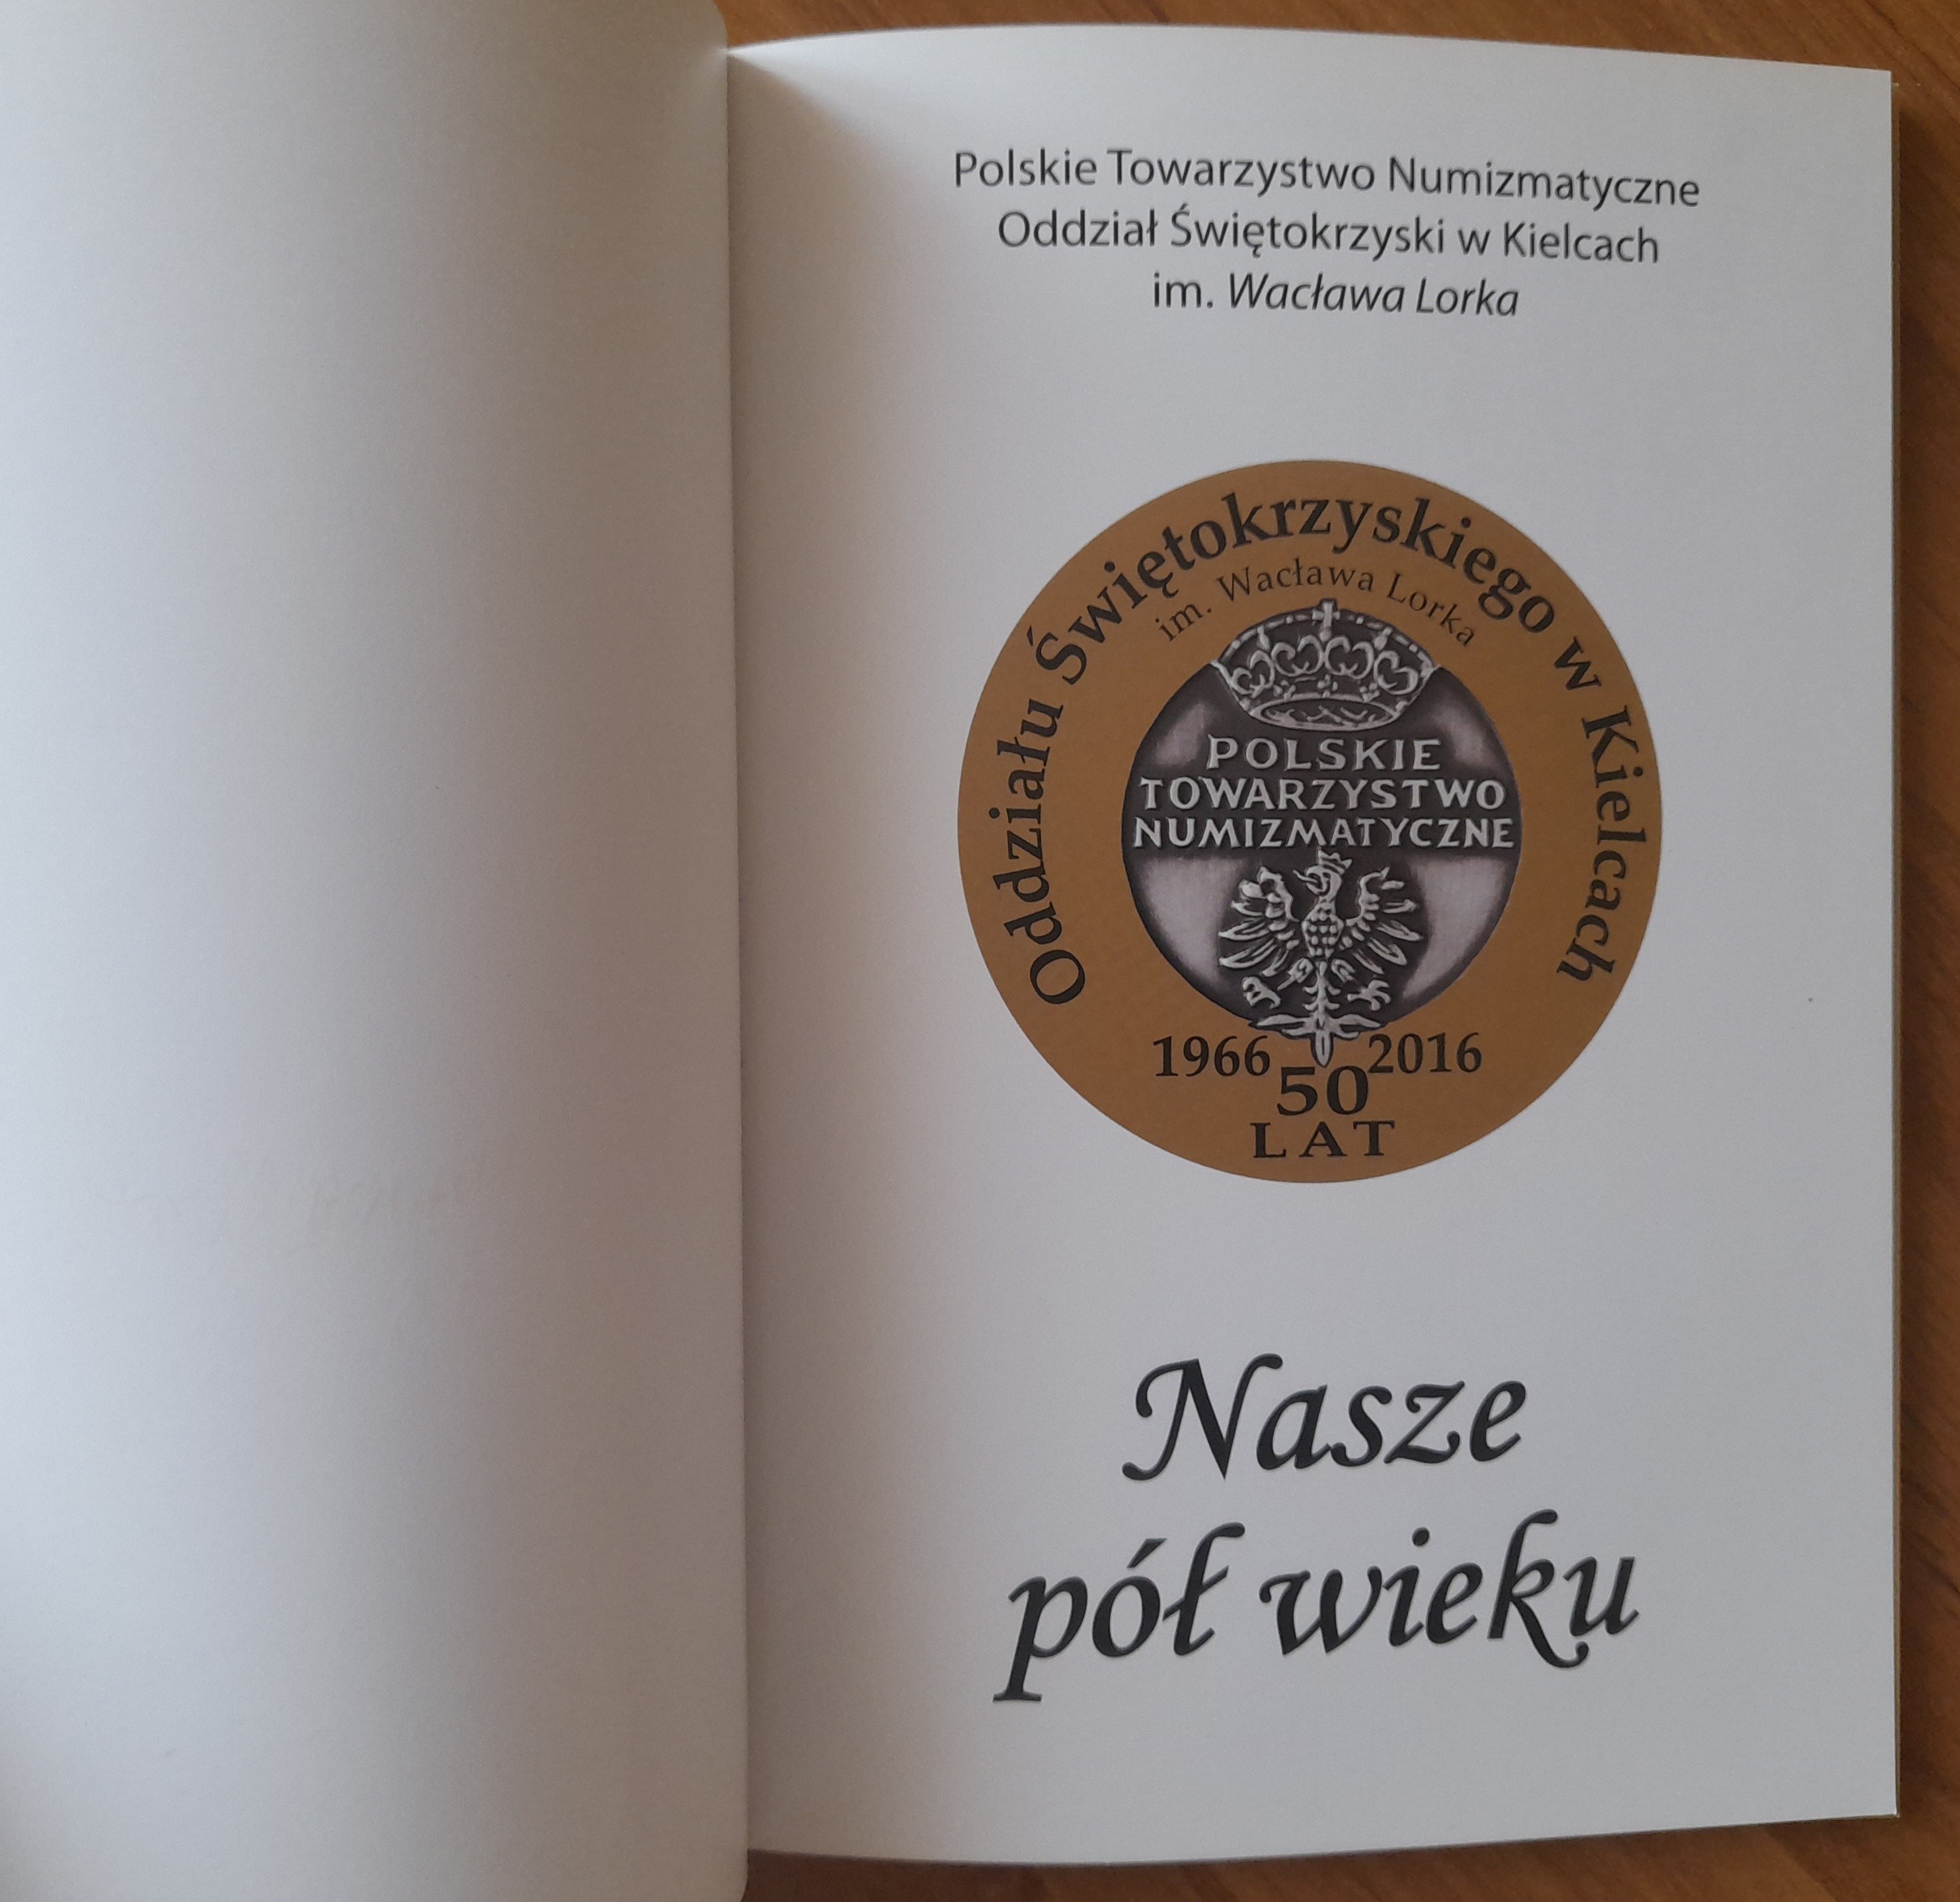 Polskie Towarzystwo Numizmatyczne
Oddział Świętokrzyski w Kielcach
im. Wacława Lorka
Oddziału Świętokrzyskiego w Kielcach
im. Wacława Lorka
POLSKIE
TOWARZYSTWO
NUMIZMATYCZNE
1966 2016
50
LAT
Nasze
pół wieku